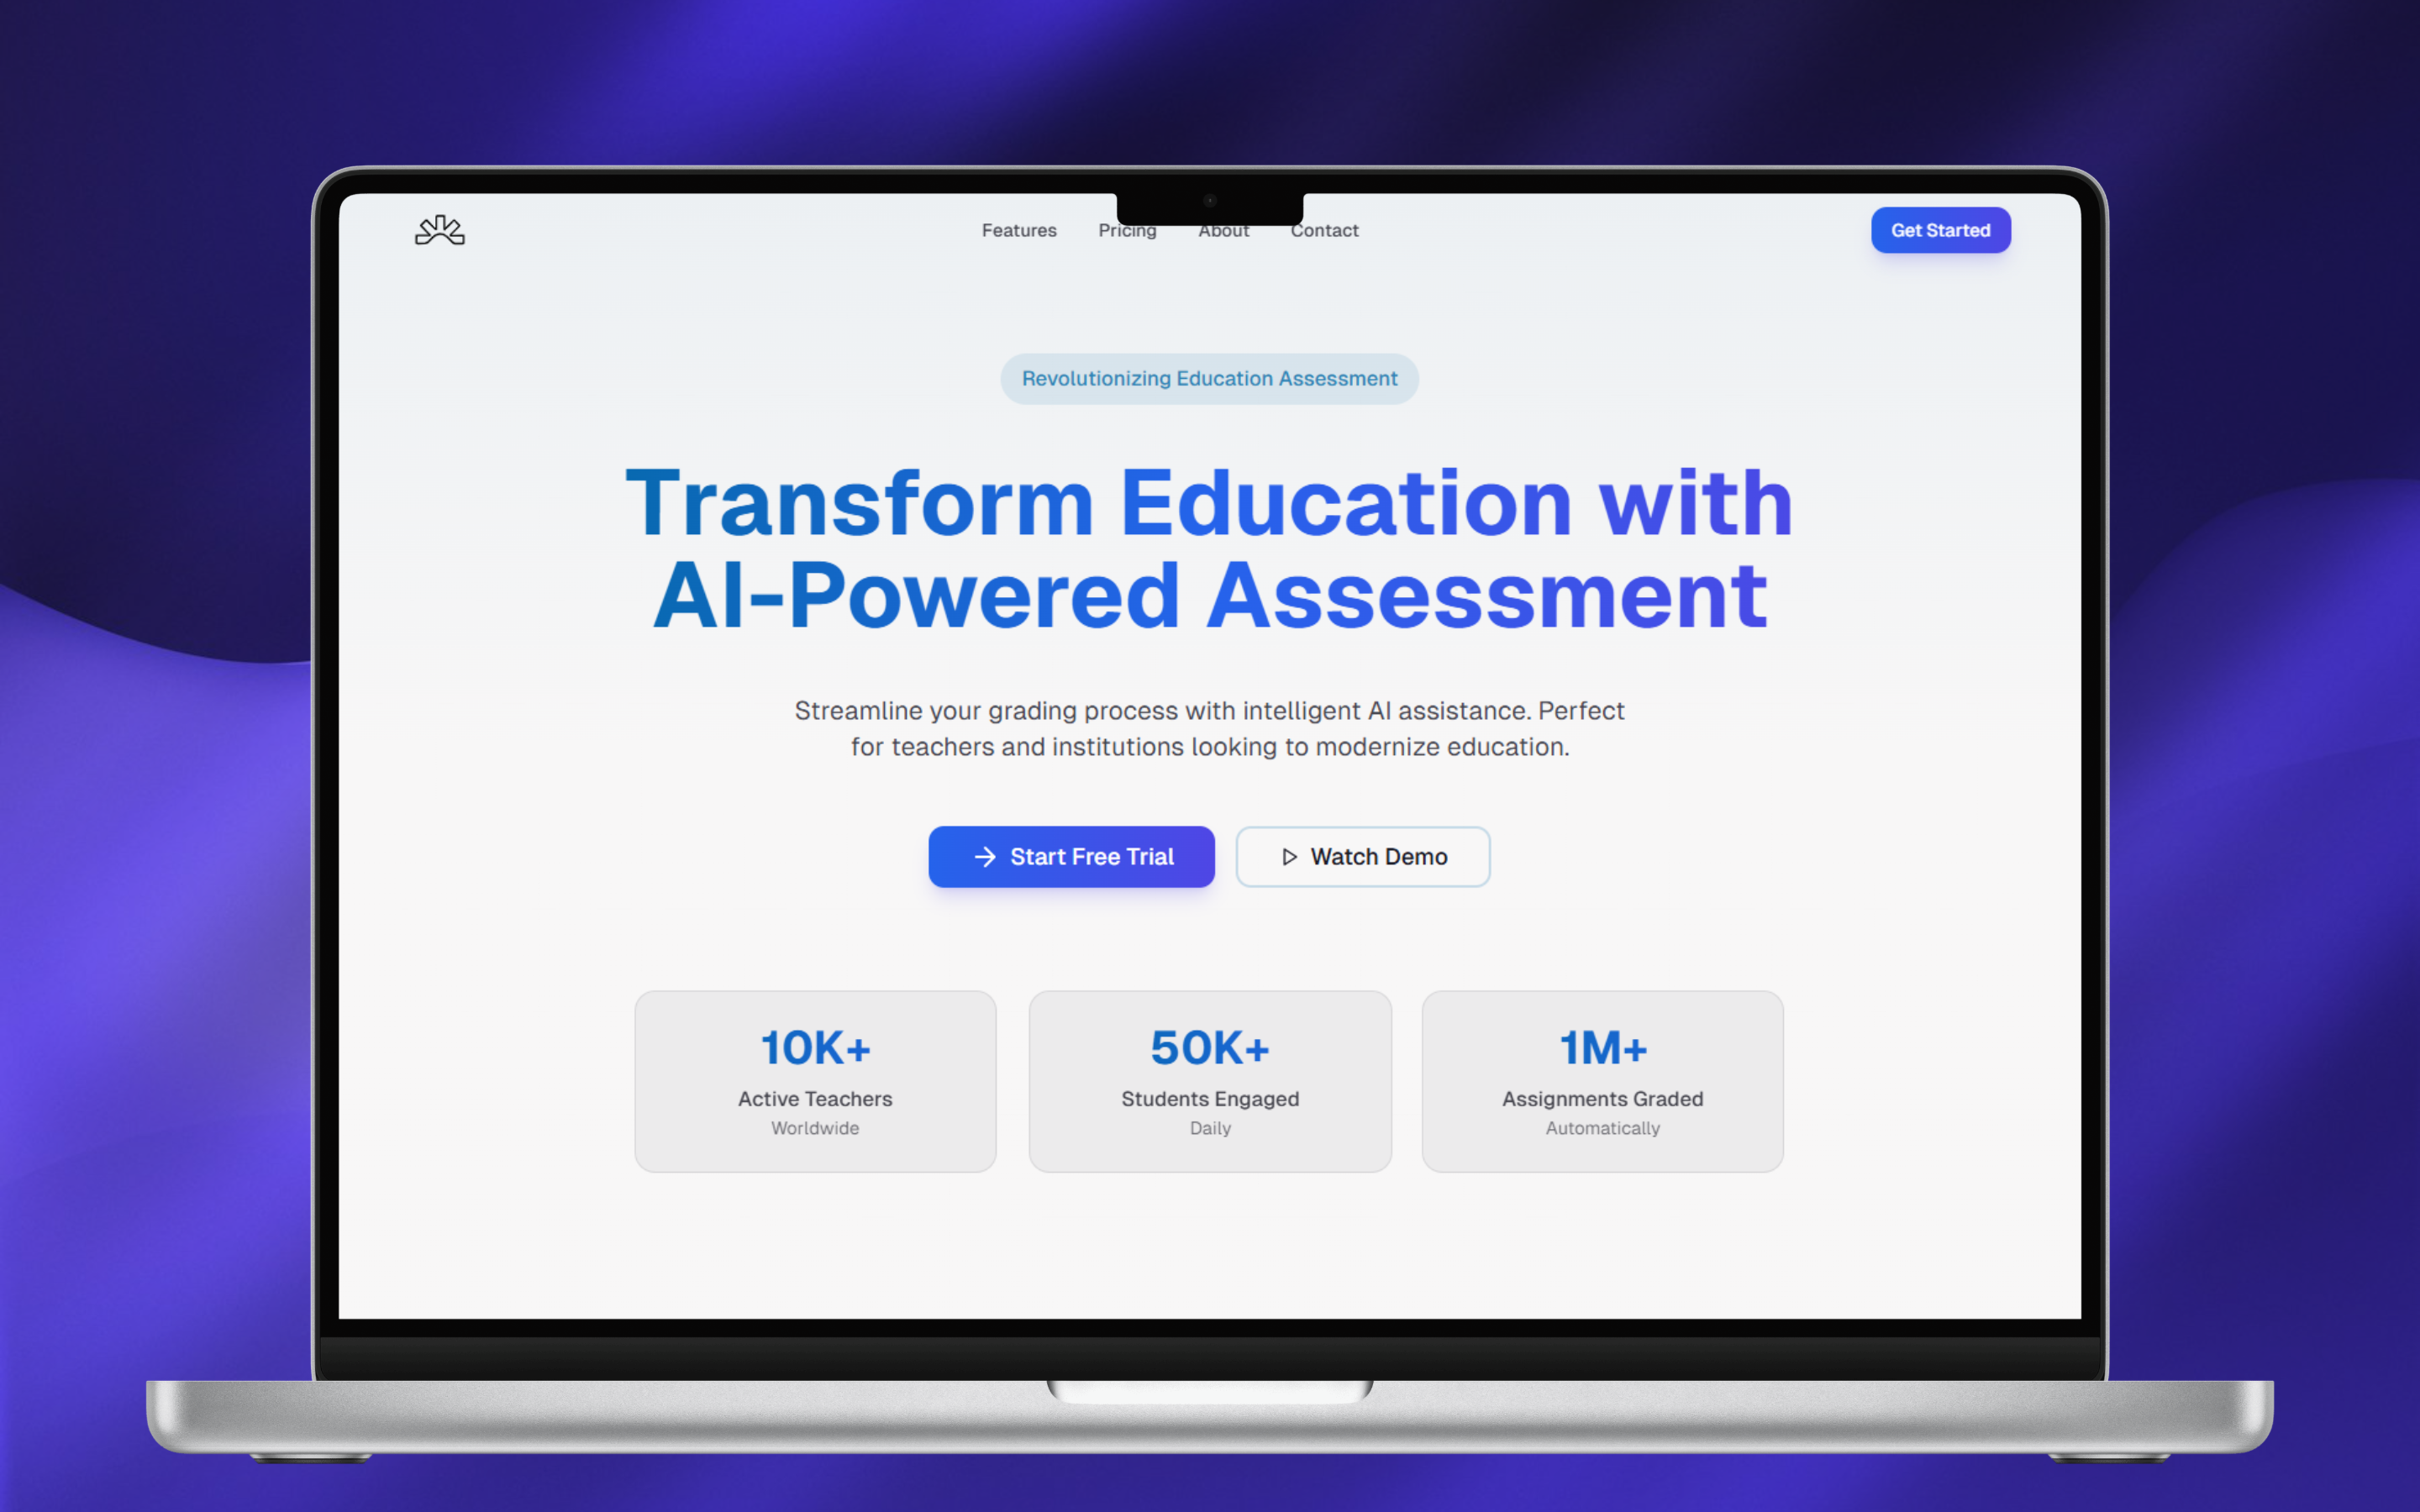 Features Pricing About Contact Get Started
Revolutionizing Education Assessment
Transform Education with
AI-Powered Assessment
Streamline your grading process with intelligent AI assistance. Perfect
for teachers and institutions looking to modernize education.
Start Free Trial Watch Demo
10K+ 50K+ 1M+
Active Teachers Students Engaged Assignments Graded
Worldwide Daily Automatically